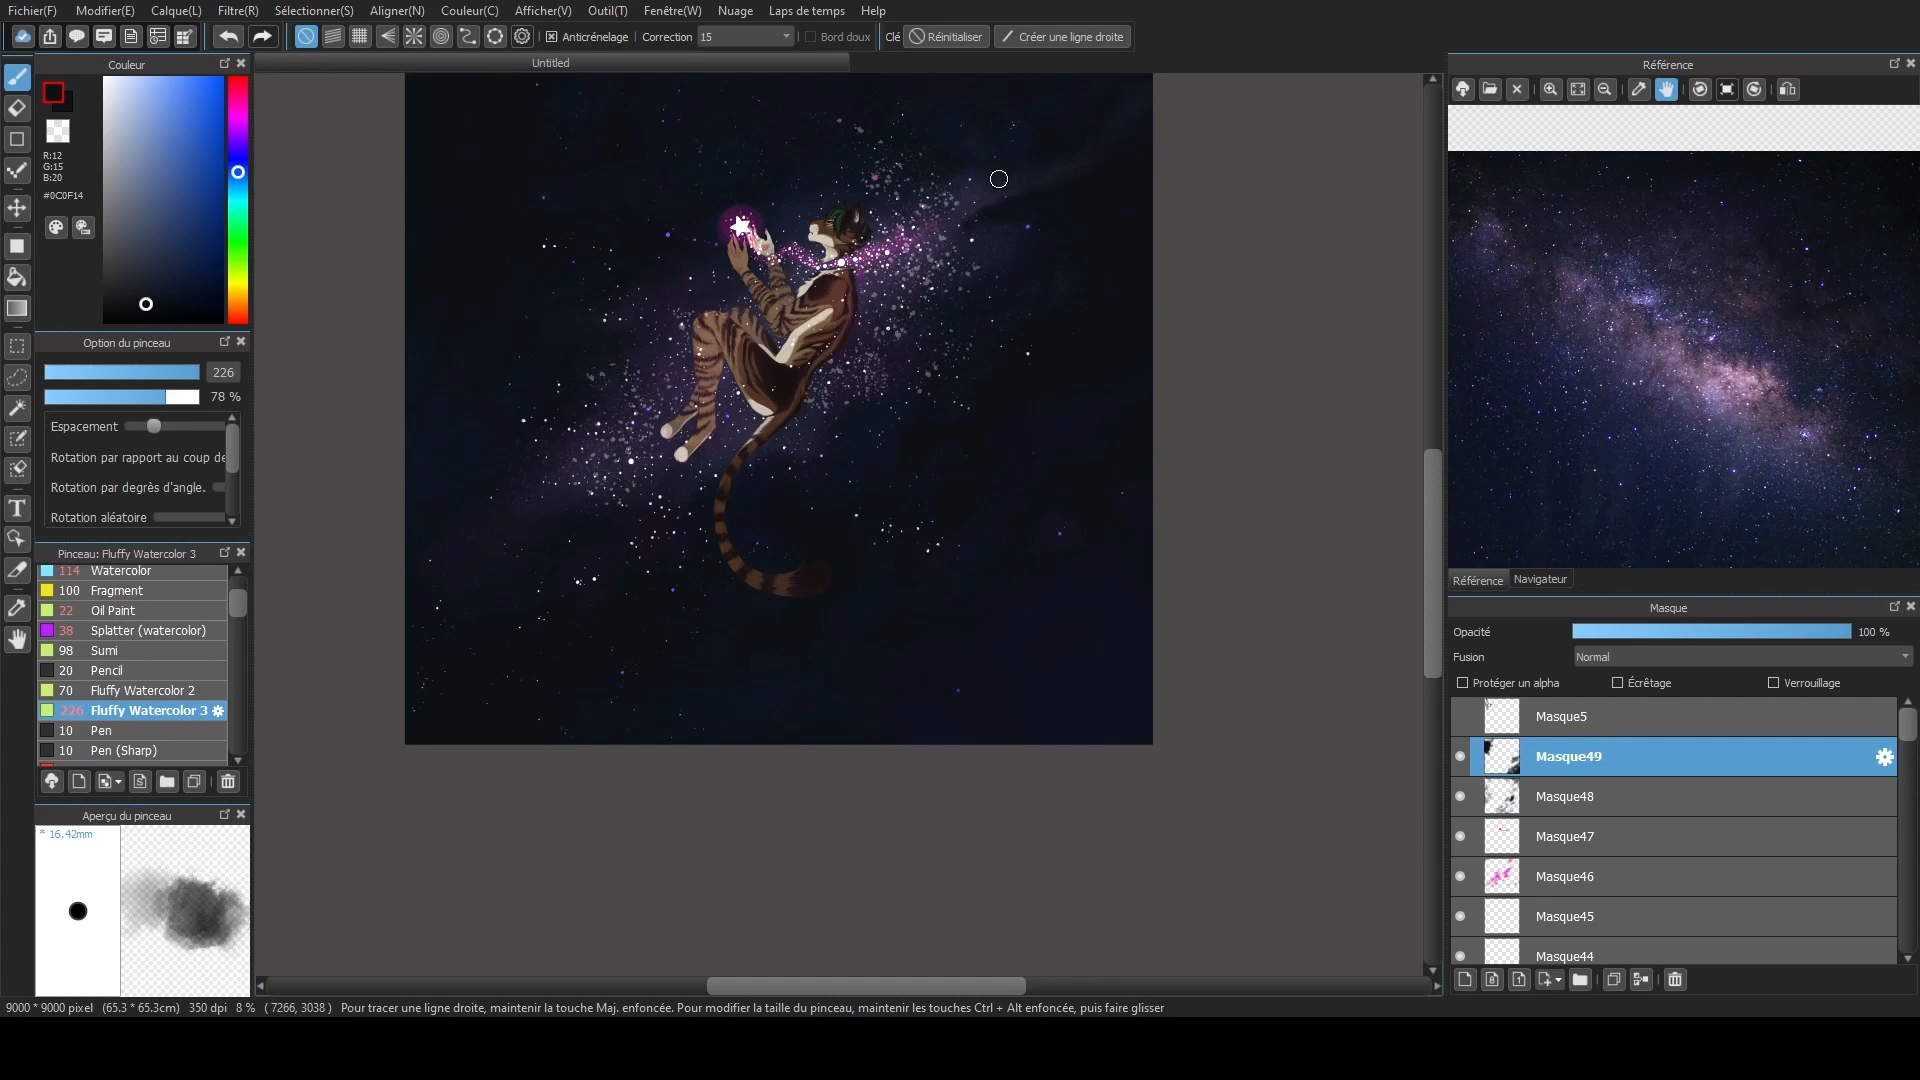 Fichier(F) Modifier(E) Calque(L) Filtre(R) Sélectionner(S) Aligner(N) Couleur(C) Afficher(V) Outil(T) Fenêtre(W) Nuage Laps de temps Help
Anticrénelage Correction 15 Bord doux Clé Réinitialiser Créer une ligne droite
Couleur
Untitled
Référence
R:12
G:15
B:20
#0C0F14
Option du pinceau
226
78 %
Espacement
Rotation par rapport au coup de
Rotation par degrès d'angle.
Rotation aléatoire
Pinceau: Fluffy Watercolor 3
114 Watercolor
100 Fragment
22 Oil Paint
38 Splatter (watercolor)
98 Sumi
20 Pencil
70 Fluffy Watercolor 2
226 Fluffy Watercolor 3
10 Pen
10 Pen (Sharp)
Aperçu du pinceau
* 16.42mm
Référence Navigateur
Masque
Opacité 100 %
Fusion Normal
Protéger un alpha Écrêtage Verrouillage
Masque5
Masque49
Masque48
Masque47
Masque46
Masque45
Masque44
9000 * 9000 pixel (65.3 * 65.3cm) 350 dpi 8 % ( 7266, 3038 ) Pour tracer une ligne droite, maintenir la touche Maj. enfoncée. Pour modifier la taille du pinceau, maintenir les touches Ctrl + Alt enfoncée, puis faire glisser